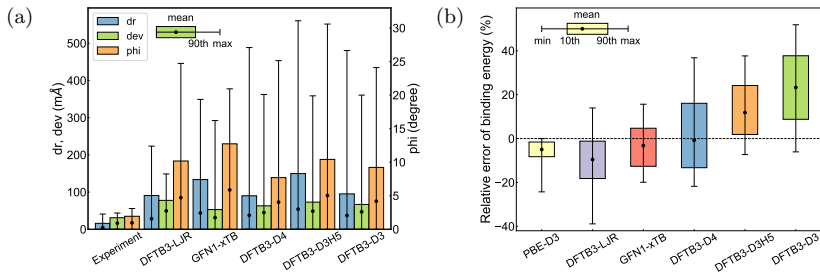 (a)
dr
dev
phi
mean
90th max
500
400
300
200
100
0
dr, dev (mÅ)
30
25
20
15
10
5
0
phi (degree)
Experiment
DFTB3-LJR
GFN1-xTB
DFTB3-D4
DFTB3-D3H5
DFTB3-D3
(b)
mean
min 10th 90th max
40
20
0
−20
−40
Relative error of binding energy (%)
PBE-D3
DFTB3-LJR
GFN1-xTB
DFTB3-D4
DFTB3-D3H5
DFTB3-D3